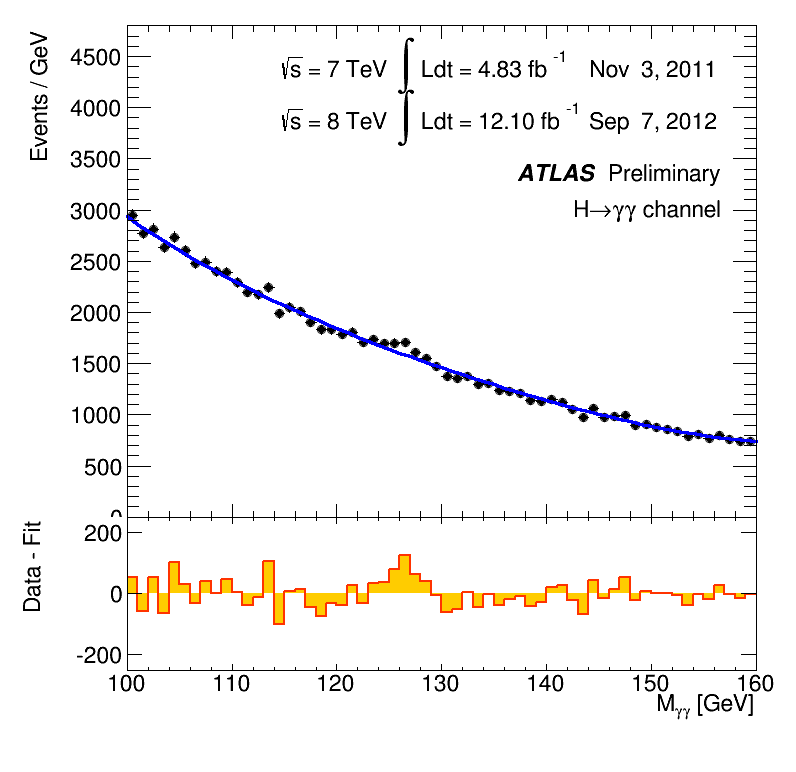 Events / GeV
4500
4000
3500
3000
2500
2000
1500
1000
500
0
√s = 7 TeV ∫ Ldt = 4.83 fb⁻¹ Nov 3, 2011
√s = 8 TeV ∫ Ldt = 12.10 fb⁻¹ Sep 7, 2012
ATLAS Preliminary
H→γγ channel
Data - Fit
200
0
-200
100 110 120 130 140 150 160
Mγγ [GeV]